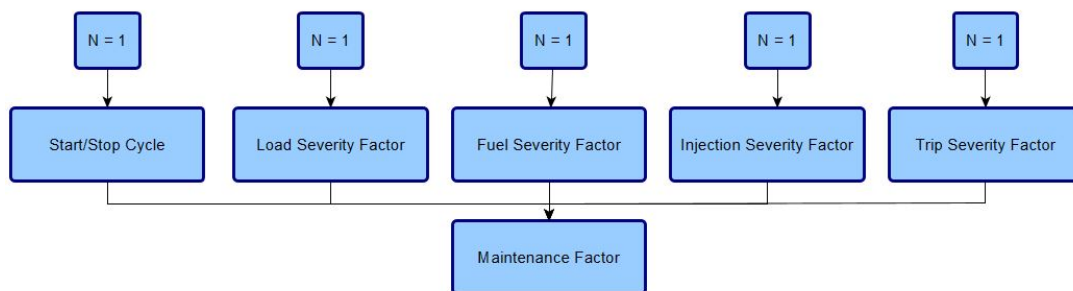 N = 1
N = 1
N = 1
N = 1
N = 1
Start/Stop Cycle
Load Severity Factor
Fuel Severity Factor
Injection Severity Factor
Trip Severity Factor
Maintenance Factor